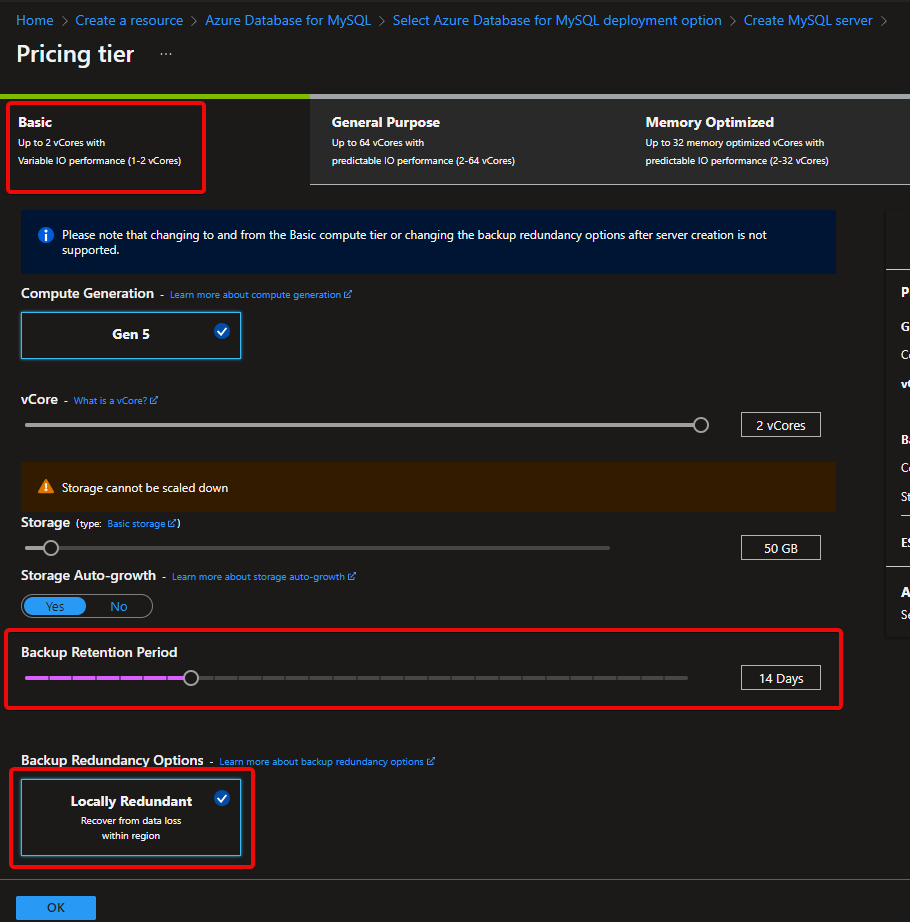 Home > Create a resource > Azure Database for MySQL > Select Azure Database for MySQL deployment option > Create MySQL server >
Pricing tier ...
Basic
Up to 2 vCores with
Variable IO performance (1-2 vCores)
General Purpose
Up to 64 vCores with
predictable IO performance (2-64 vCores)
Memory Optimized
Up to 32 memory optimized vCores with
predictable IO performance (2-32 vCores)
Please note that changing to and from the Basic compute tier or changing the backup redundancy options after server creation is not
supported.
Compute Generation - Learn more about compute generation
Gen 5
vCore - What is a vCore?
2 vCores
Storage cannot be scaled down
Storage (type: Basic storage)
50 GB
Storage Auto-growth - Learn more about storage auto-growth
Yes No
Backup Retention Period
14 Days
Backup Redundancy Options - Learn more about backup redundancy options
Locally Redundant
Recover from data loss
within region
OK